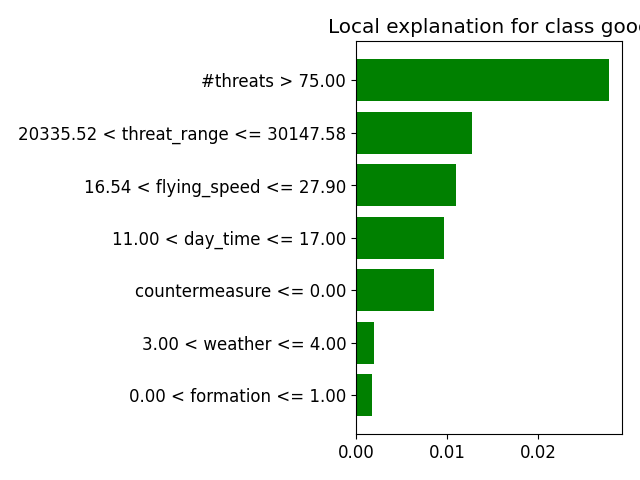 Local explanation for class goo
#threats > 75.00
20335.52 < threat_range <= 30147.58
16.54 < flying_speed <= 27.90
11.00 < day_time <= 17.00
countermeasure <= 0.00
3.00 < weather <= 4.00
0.00 < formation <= 1.00
0.00 0.01 0.02